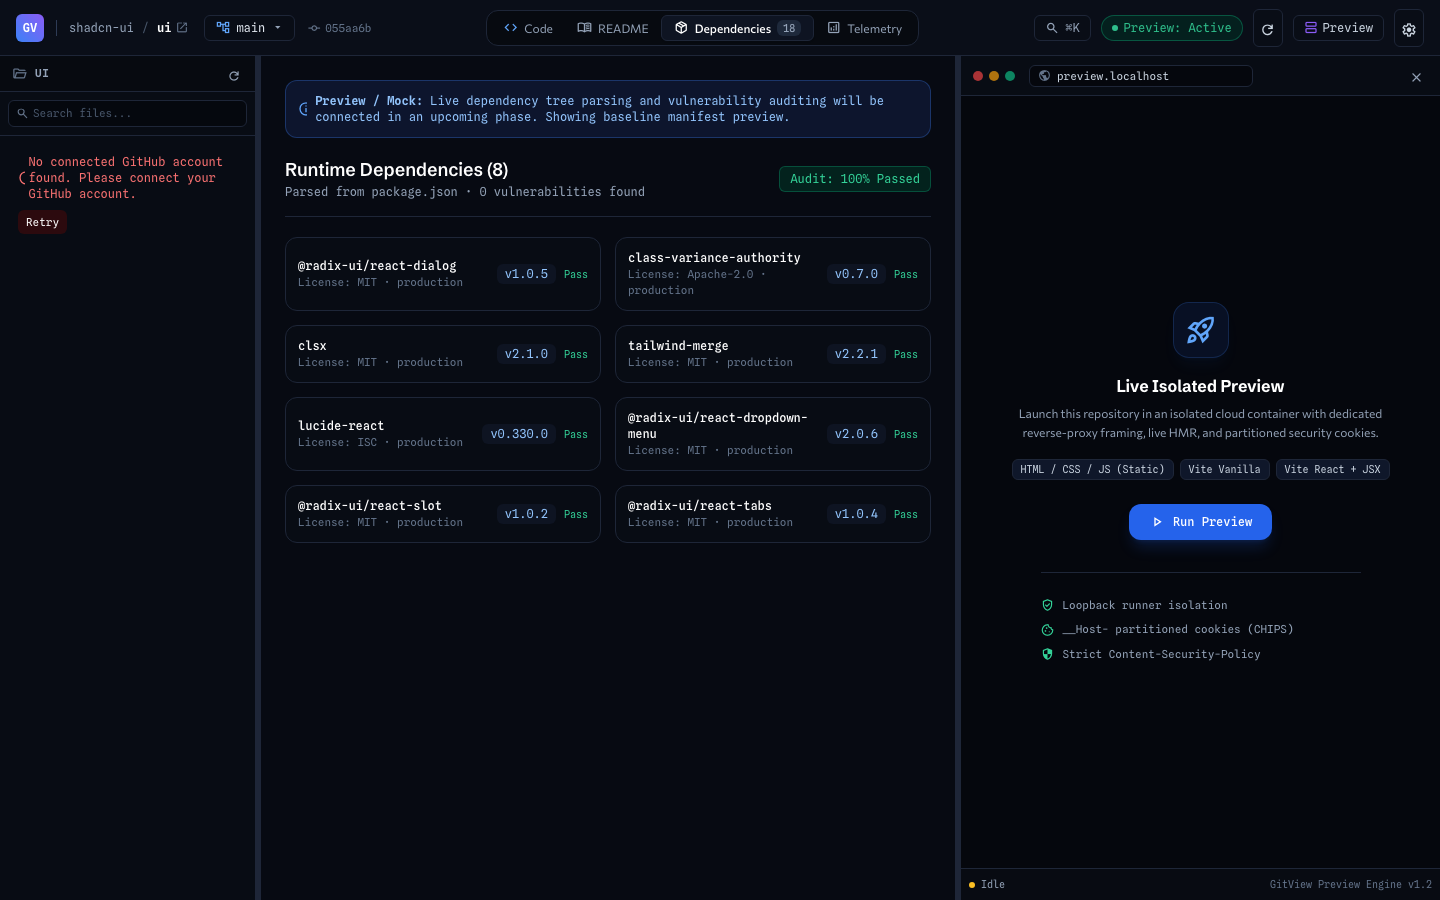 GV shadcn-ui / ui main 055aa6b Code README Dependencies 18 Telemetry ⌘K Preview: Active Preview
UI
Search files...
No connected GitHub account
found. Please connect your
GitHub account.
Retry
Preview / Mock: Live dependency tree parsing and vulnerability auditing will be
connected in an upcoming phase. Showing baseline manifest preview.
Runtime Dependencies (8)
Parsed from package.json · 0 vulnerabilities found
Audit: 100% Passed
@radix-ui/react-dialog
License: MIT · production
v1.0.5 Pass
class-variance-authority
License: Apache-2.0 ·
production
v0.7.0 Pass
clsx
License: MIT · production
v2.1.0 Pass
tailwind-merge
License: MIT · production
v2.2.1 Pass
lucide-react
License: ISC · production
v0.330.0 Pass
@radix-ui/react-dropdown-
menu
License: MIT · production
v2.0.6 Pass
@radix-ui/react-slot
License: MIT · production
v1.0.2 Pass
@radix-ui/react-tabs
License: MIT · production
v1.0.4 Pass
preview.localhost
Live Isolated Preview
Launch this repository in an isolated cloud container with dedicated
reverse-proxy framing, live HMR, and partitioned security cookies.
HTML / CSS / JS (Static) Vite Vanilla Vite React + JSX
Run Preview
Loopback runner isolation
__Host- partitioned cookies (CHIPS)
Strict Content-Security-Policy
Idle
GitView Preview Engine v1.2